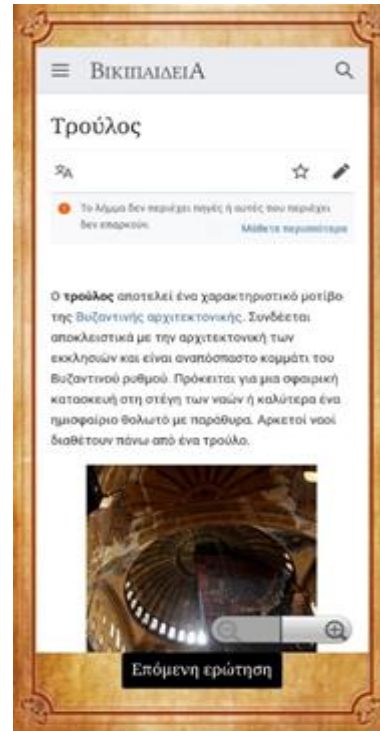 ΒΙΚΙΠΑΙΔΕΙΑ
Τρούλος
Το λήμμα δεν περιέχει πηγές ή αυτές που περιέχει
δεν επαρκούν.
Μάθετε περισσότερα
Ο τρούλος αποτελεί ένα χαρακτηριστικό μοτίβο
της Βυζαντινής αρχιτεκτονικής. Συνδέεται
αποκλειστικά με την αρχιτεκτονική των
εκκλησιών και είναι αναπόσπαστο κομμάτι του
Βυζαντινού ρυθμού. Πρόκειται για μια σφαιρική
κατασκευή στη στέγη των ναών ή καλύτερα ένα
ημισφαίριο θολωτό με παράθυρα. Αρκετοί ναοί
διαθέτουν πάνω από ένα τρούλο.
Επόμενη ερώτηση